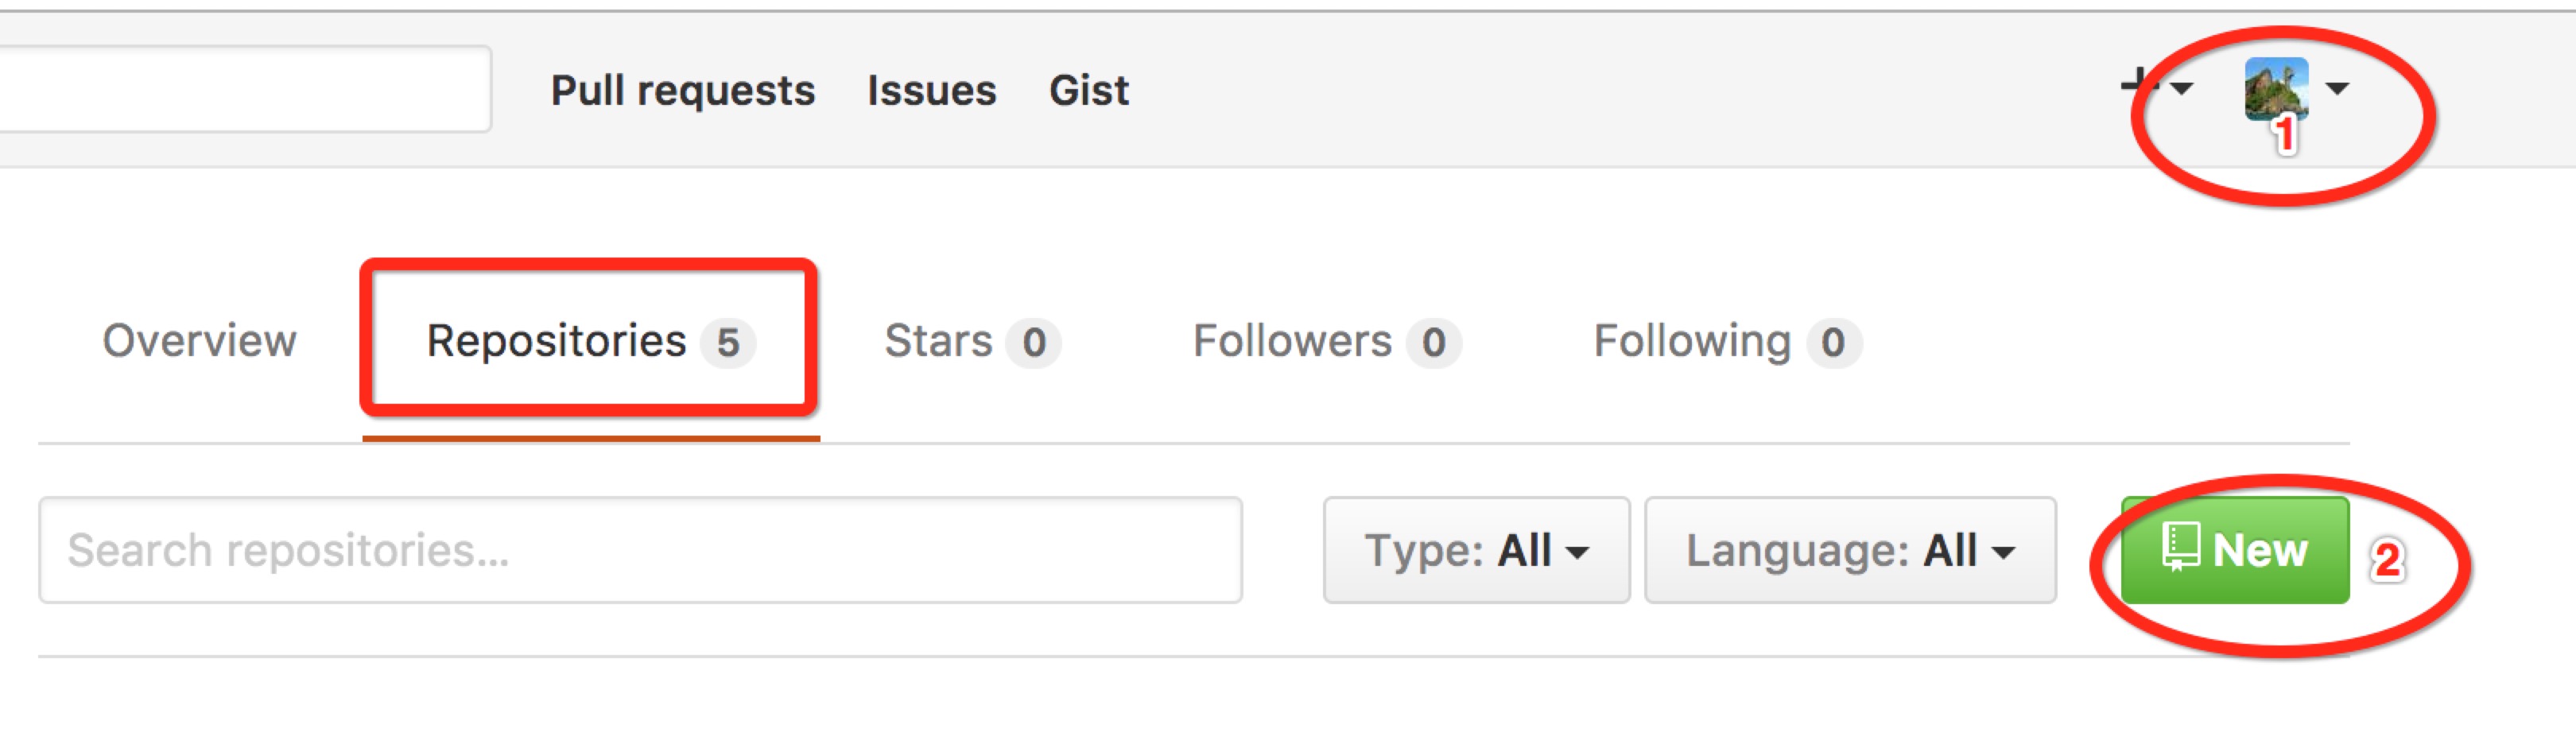 Pull requests Issues Gist
1
Overview Repositories 5 Stars 0 Followers 0 Following 0
Search repositories... Type: All Language: All New 2